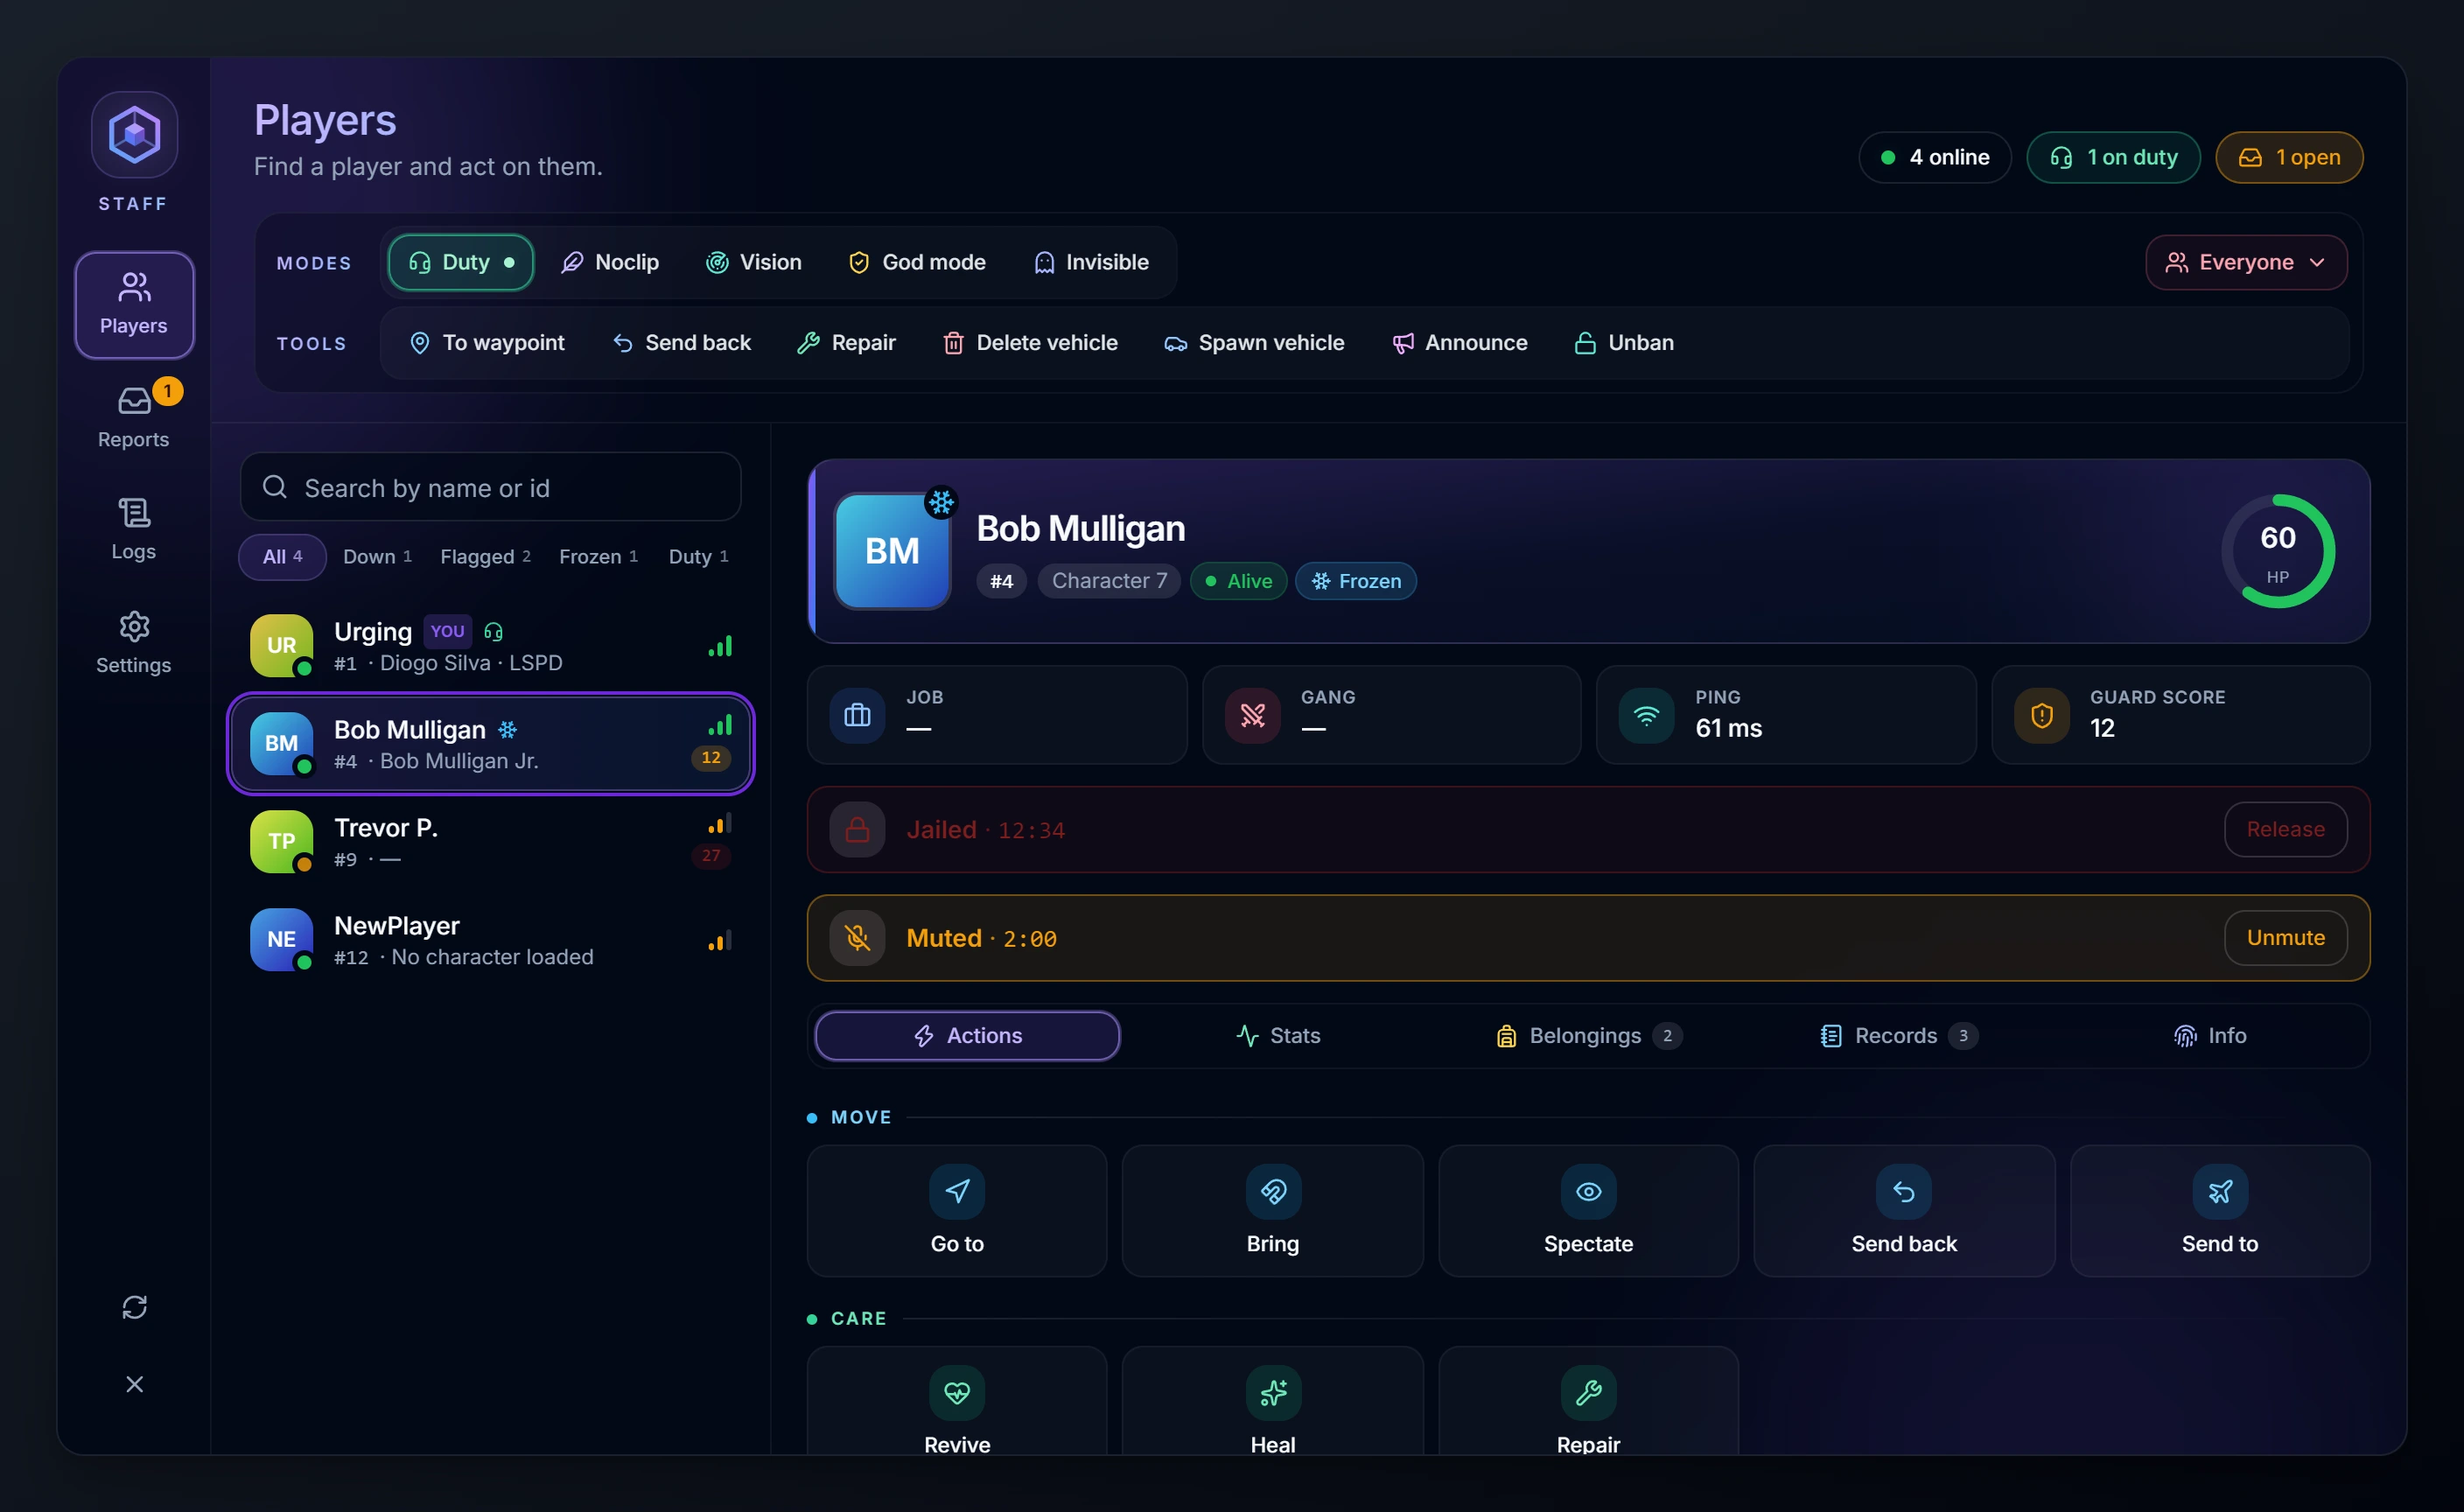 STAFF
Players
Reports
1
Logs
Settings
Players
Find a player and act on them.
4 online
1 on duty
1 open
MODES
Duty
Noclip
Vision
God mode
Invisible
Everyone
TOOLS
To waypoint
Send back
Repair
Delete vehicle
Spawn vehicle
Announce
Unban
Search by name or id
All 4
Down 1
Flagged 2
Frozen 1
Duty 1
UR
Urging YOU
#1 · Diogo Silva · LSPD
BM
Bob Mulligan
#4 · Bob Mulligan Jr.
12
TP
Trevor P.
#9 · —
27
NE
NewPlayer
#12 · No character loaded
BM
Bob Mulligan
#4
Character 7
Alive
Frozen
60
HP
JOB
—
GANG
—
PING
61 ms
GUARD SCORE
12
Jailed · 12:34
Release
Muted · 2:00
Unmute
Actions
Stats
Belongings 2
Records 3
Info
MOVE
Go to
Bring
Spectate
Send back
Send to
CARE
Revive
Heal
Repair